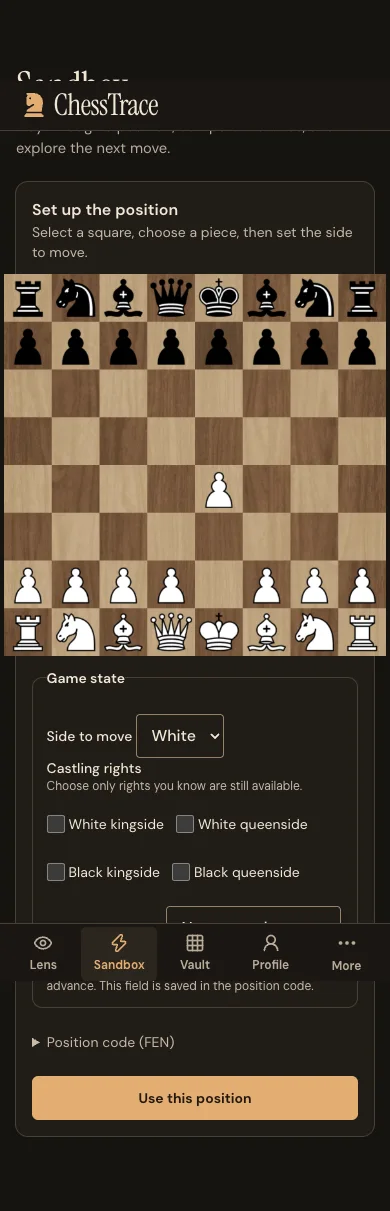 Sandbox
ChessTrace
explore the next move.
Set up the position
Select a square, choose a piece, then set the side
to move.
Game state
Side to move White
Castling rights
Choose only rights you know are still available.
White kingside White queenside
Black kingside Black queenside
Lens Sandbox Vault Profile More
advance. This field is saved in the position code.
Position code (FEN)
Use this position